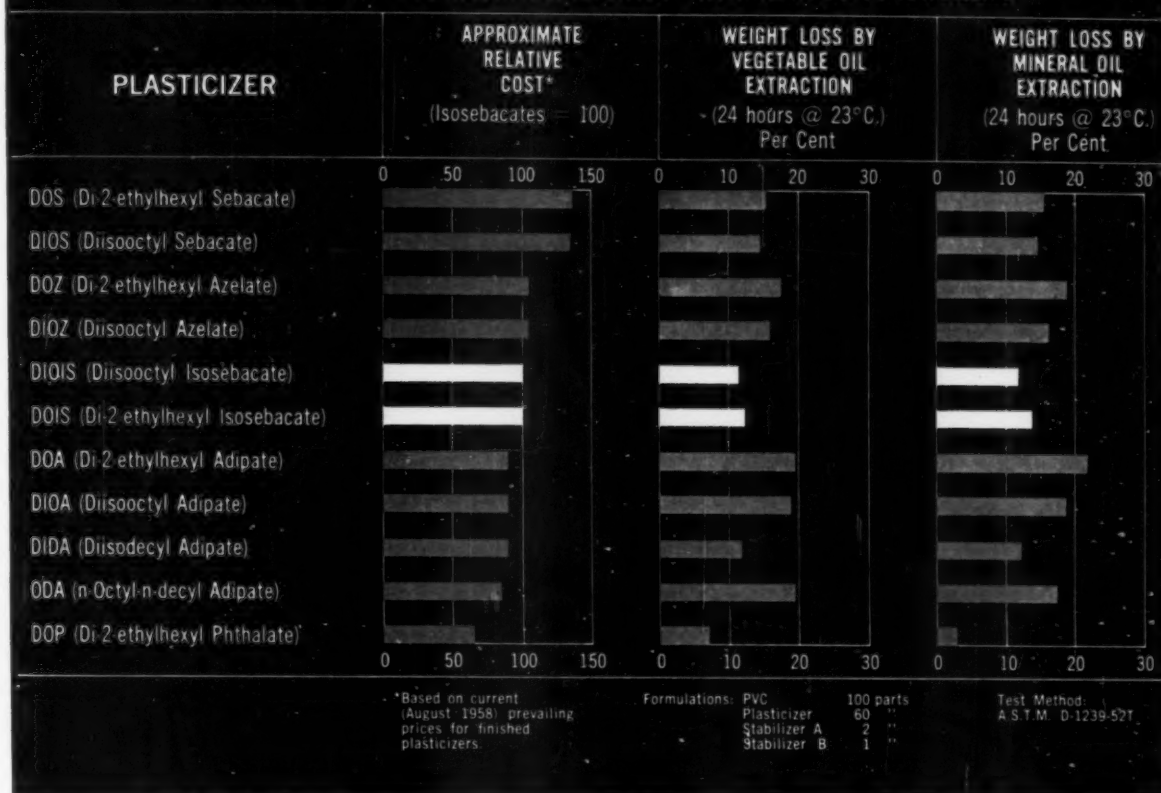 PLASTICIZER
APPROXIMATE
RELATIVE
COST*
(Isosebacates = 100)
WEIGHT LOSS BY
VEGETABLE OIL
EXTRACTION
(24 hours @ 23°C.)
Per Cent
WEIGHT LOSS BY
MINERAL OIL
EXTRACTION
(24 hours @ 23°C.)
Per Cent
0 50 100 150 0 10 20 30 0 10 20 30
DOS (Di-2-ethylhexyl Sebacate)
DIOS (Diisooctyl Sebacate)
DOZ (Di-2-ethylhexyl Azelate)
DIOZ (Diisooctyl Azelate)
DIOIS (Diisooctyl Isosebacate)
DOIS (Di-2-ethylhexyl Isosebacate)
DOA (Di-2-ethylhexyl Adipate)
DIOA (Diisooctyl Adipate)
DIDA (Diisodecyl Adipate)
ODA (n-Octyl-n-decyl Adipate)
DOP (Di-2-ethylhexyl Phthalate)
0 50 100 150 0 10 20 30 0 10 20 30
*Based on current
(August 1958) prevailing
prices for finished
plasticizers.
Formulations: PVC 100 parts
Plasticizer 60 "
Stabilizer A 2 "
Stabilizer B 1 "
Test Method:
A.S.T.M. D-1239-52T